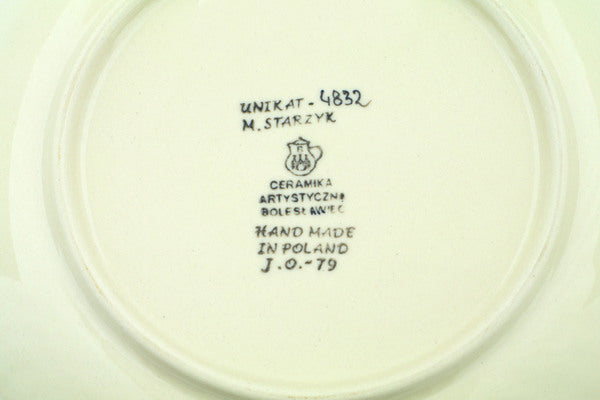 UNIKAT - 4832
M. STARZYK
CERAMIKA
ARTYSTYCZNA
BOLESŁAWIEC
HAND MADE
IN POLAND
J.O.-79